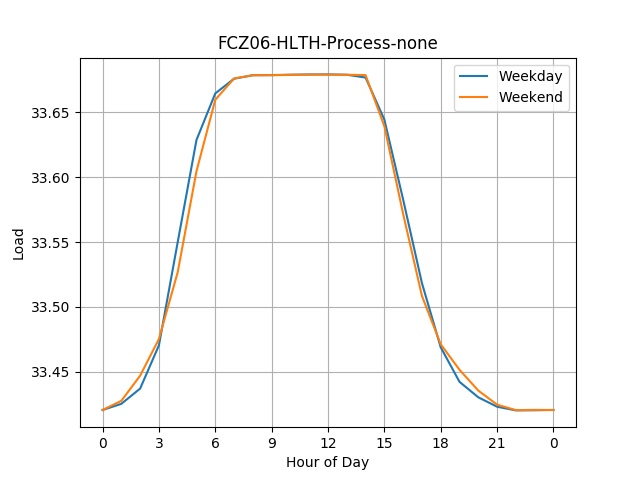 FCZ06-HLTH-Process-none
Weekday
Weekend
33.65
33.60
33.55
33.50
33.45
Load
0 3 6 9 12 15 18 21 0
Hour of Day